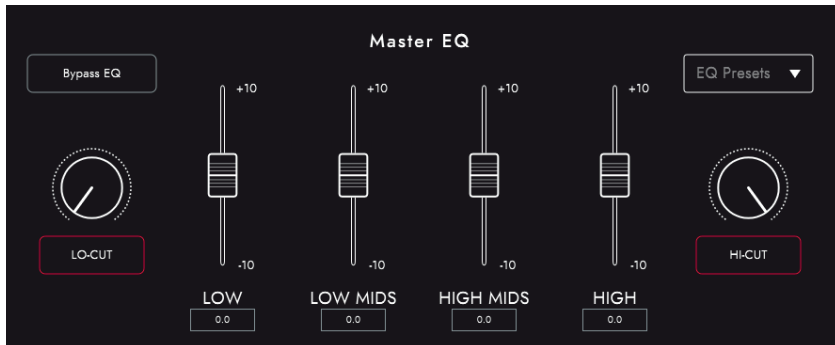 Master EQ
Bypass EQ
EQ Presets
+10
+10
+10
+10
LO-CUT
HI-CUT
-10
-10
-10
-10
LOW
LOW MIDS
HIGH MIDS
HIGH
0.0
0.0
0.0
0.0